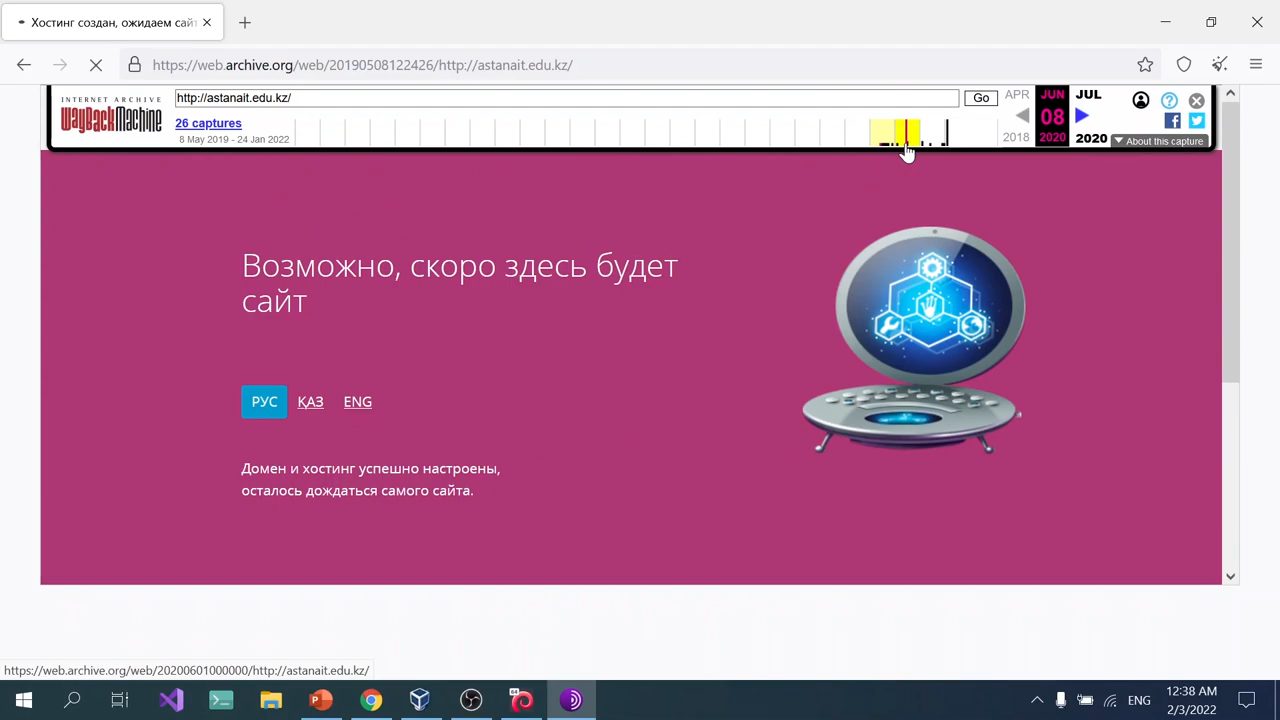 Хостинг создан, ожидаем сайт
https://web.archive.org/web/20190508122426/http://astanait.edu.kz/
INTERNET ARCHIVE
WayBackMachine
http://astanait.edu.kz/
Go
APR
JUN
JUL
26 captures
08
8 May 2019 - 24 Jan 2022
2018
2020
2020
About this capture
Возможно, скоро здесь будет
сайт
РУС ҚАЗ ENG
Домен и хостинг успешно настроены,
осталось дождаться самого сайта.
https://web.archive.org/web/20200601000000/http://astanait.edu.kz/
64
ENG
12:38 AM
2/3/2022